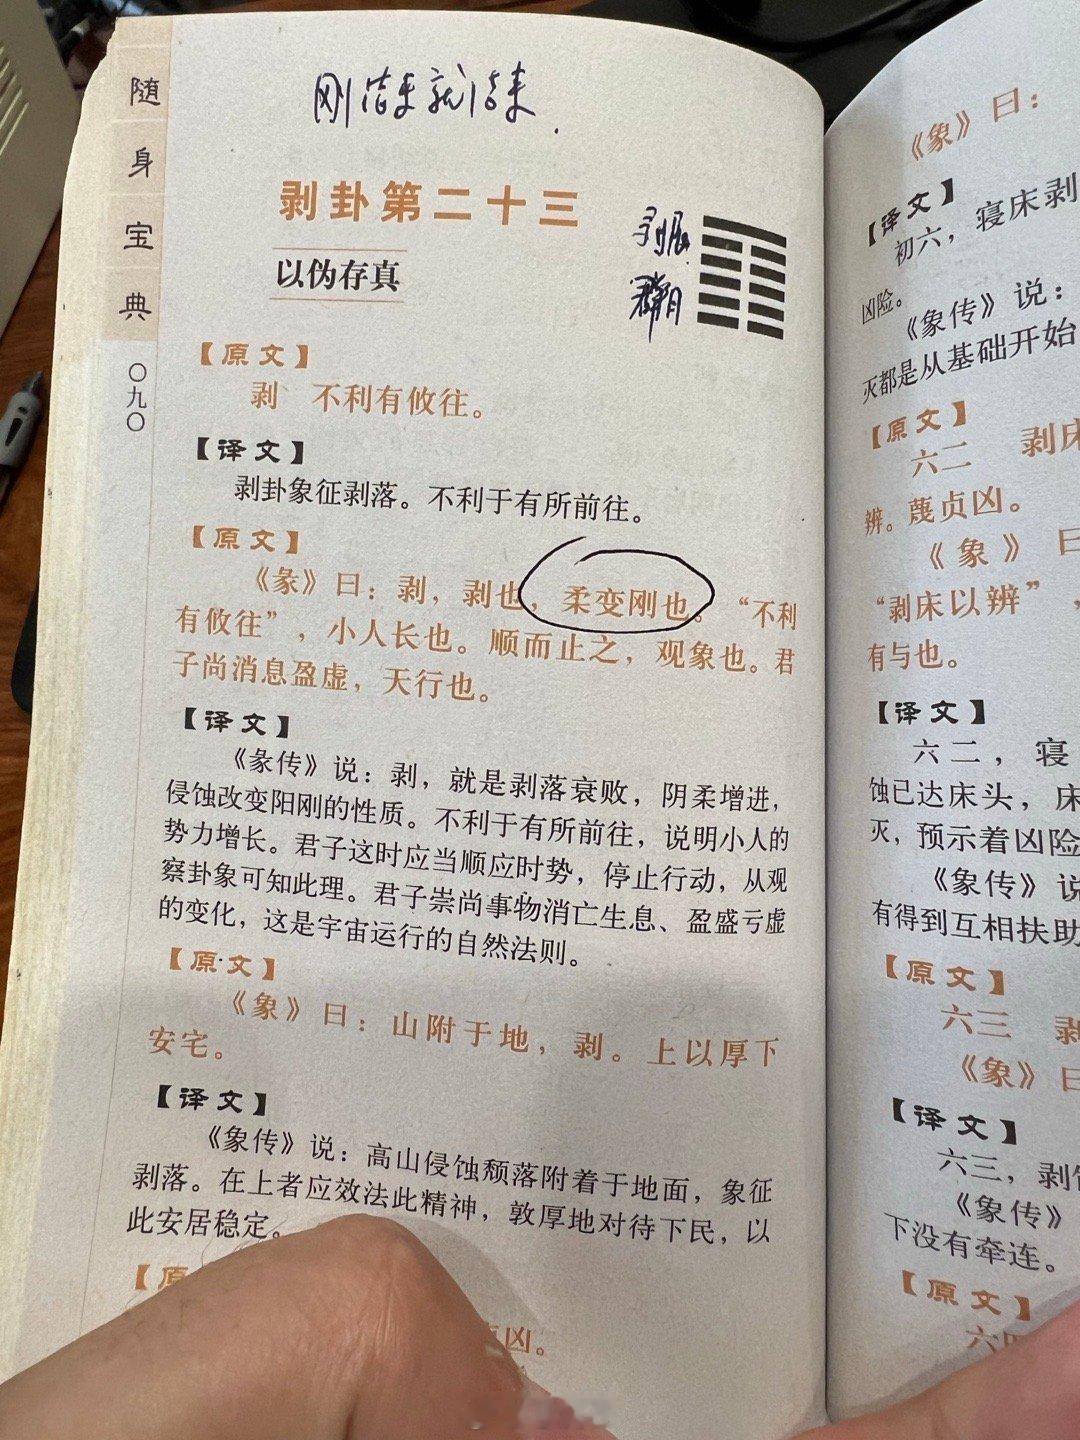 随身宝典
〇九〇
刚结束就结束.
剥卦第二十三
以伪存真
【原文】
剥 不利有攸往。
【译文】
剥卦象征剥落。不利于有所前往。
【原文】
《彖》曰：剥，剥也，柔变刚也。“不利
有攸往”，小人长也。顺而止之，观象也。君
子尚消息盈虚，天行也。
【译文】
《彖传》说：剥，就是剥落衰败，阴柔增进，
侵蚀改变阳刚的性质。不利于有所前往，说明小人的
势力增长。君子这时应当顺应时势，停止行动，从观
察卦象可知此理。君子崇尚事物消亡生息、盈盛亏虚
的变化，这是宇宙运行的自然法则。
【原文】
《象》曰：山附于地，剥。上以厚下
安宅。
【译文】
《象传》说：高山侵蚀颓落附着于地面，象征
剥落。在上者应效法此精神，敦厚地对待下民，以
此安居稳定。
【原
凶。
《象》曰：
【译文】
初六，寝床剥
凶险。
《象传》说：
灭都是从基础开始
【原文】
六二 剥床
辨。蔑贞凶。
《象》曰
“剥床以辨”，
有与也。
【译文】
六二，寝
蚀已达床头，床
灭，预示着凶险
《象传》说
有得到互相扶助
【原文】
六三 剥
《象》曰
【译文】
六三，剥
《象传》
下没有牵连。
【原文】